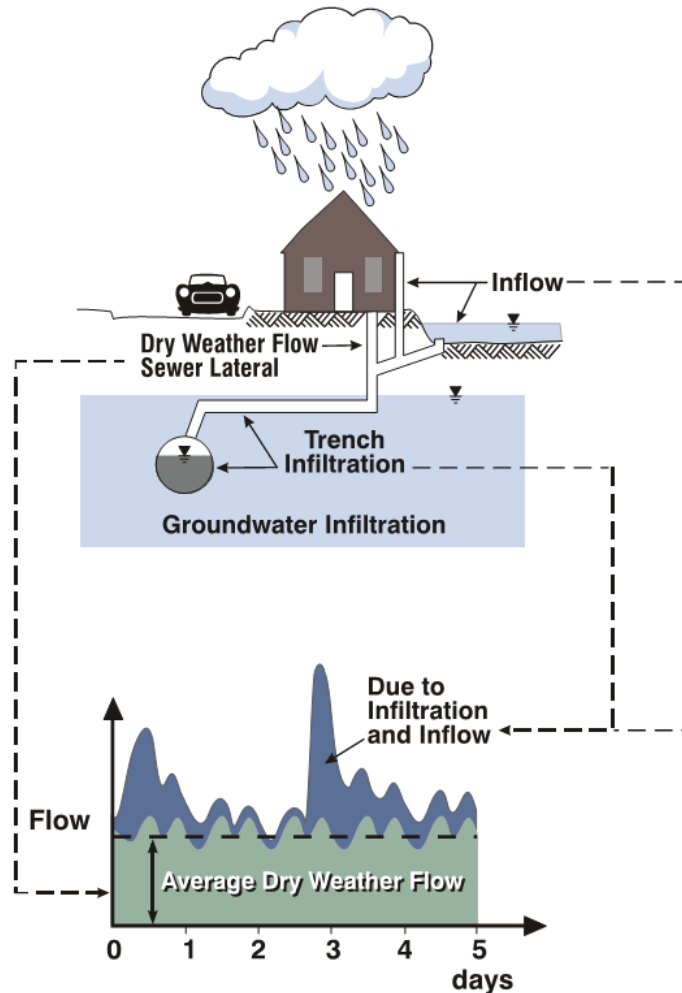 Inflow
Dry Weather Flow
Sewer Lateral
Trench
Infiltration
Groundwater Infiltration
Due to
Infiltration
and Inflow
Flow
Average Dry Weather Flow
0 1 2 3 4 5
days